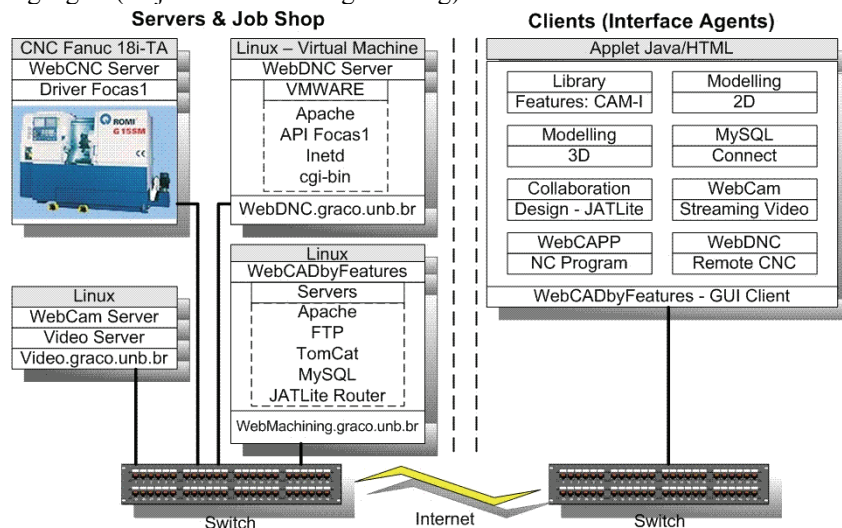 Servers & Job Shop
CNC Fanuc 18i-TA
WebCNC Server
Driver Focas1
ROMI
G 15SM
Linux – Virtual Machine
WebDNC Server
VMWARE
Apache
API Focas1
Inetd
cgi-bin
WebDNC.graco.unb.br
Linux
WebCam Server
Video Server
Video.graco.unb.br
Linux
WebCADbyFeatures
Servers
Apache
FTP
TomCat
MySQL
JATLite Router
WebMachining.graco.unb.br
Clients (Interface Agents)
Applet Java/HTML
Library
Features: CAM-I
Modelling
2D
Modelling
3D
MySQL
Connect
Collaboration
Design - JATLite
WebCam
Streaming Video
WebCAPP
NC Program
WebDNC
Remote CNC
WebCADbyFeatures - GUI Client
Switch
Internet
Switch